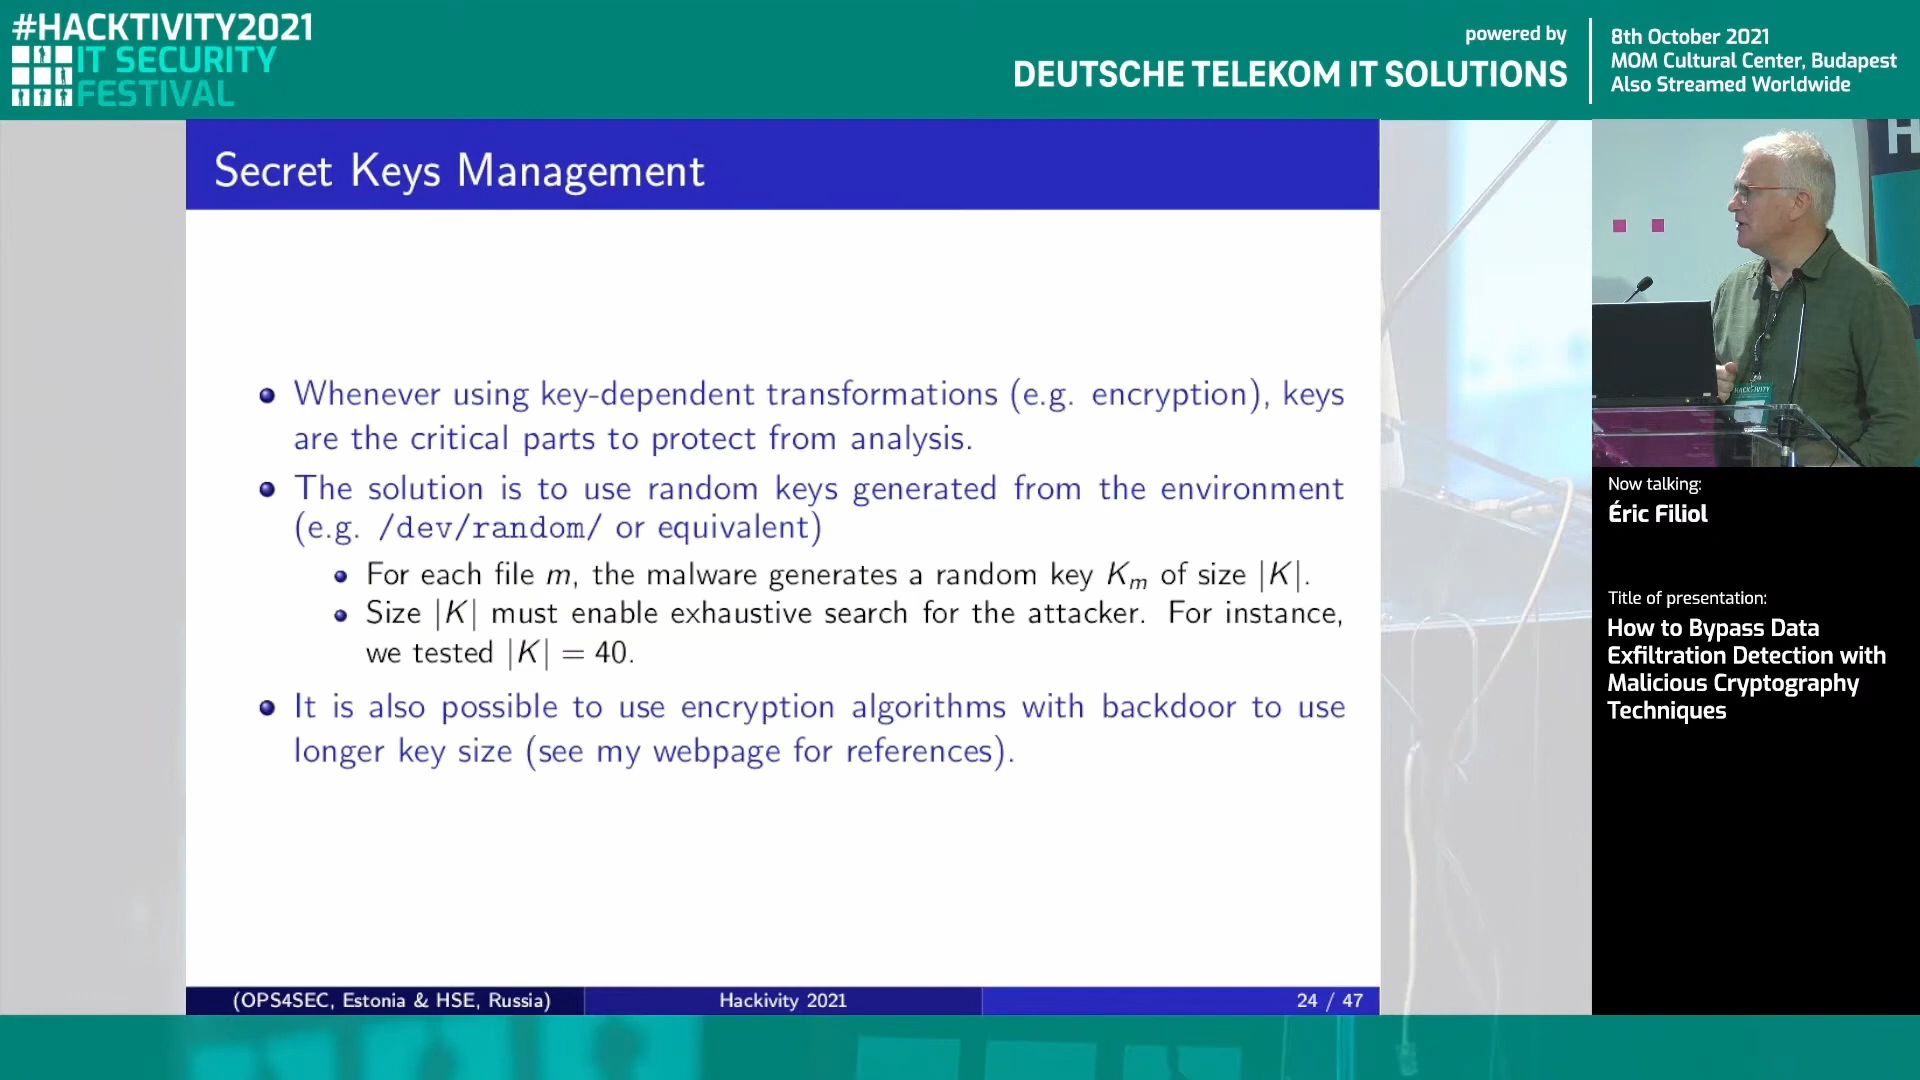 #HACKTIVITY2021
IT SECURITY
FESTIVAL
powered by
DEUTSCHE TELEKOM IT SOLUTIONS
8th October 2021
MOM Cultural Center, Budapest
Also Streamed Worldwide
Secret Keys Management
Whenever using key-dependent transformations (e.g. encryption), keys
are the critical parts to protect from analysis.
The solution is to use random keys generated from the environment
(e.g. /dev/random/ or equivalent)
For each file m, the malware generates a random key Km of size |K|.
Size |K| must enable exhaustive search for the attacker. For instance,
we tested |K| = 40.
It is also possible to use encryption algorithms with backdoor to use
longer key size (see my webpage for references).
(OPS4SEC, Estonia & HSE, Russia)
Hackivity 2021
24 / 47
H
HACKTIVITY
Now talking:
Éric Filiol
Title of presentation:
How to Bypass Data
Exfiltration Detection with
Malicious Cryptography
Techniques